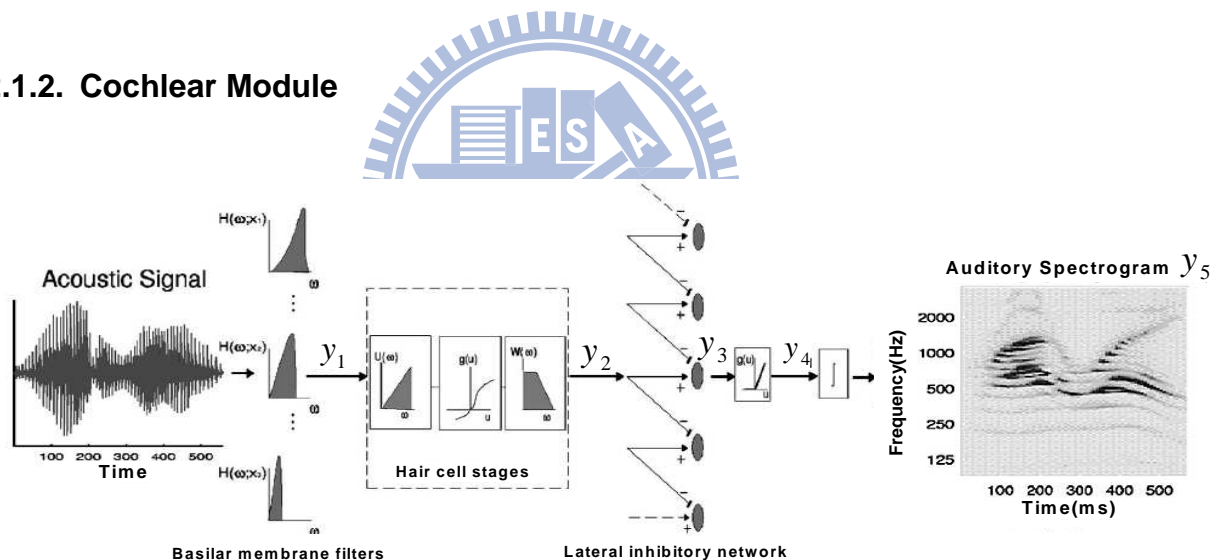 .1.2. Cochlear Module
E S A
Acoustic Signal
100 200 300 400 500
Time
H(ω;x₁)
ω
H(ω;x₂)
ω
ω
Basilar membrane filters
y₁
U(ω)
ω
g(u)
u
W(ω)
ω
Hair cell stages
y₂
−
+
−
+
−
+
−
+
−
+
Lateral inhibitory network
y₃
g(u)
u
y₄
∫
Auditory Spectrogram y₅
Frequency(Hz)
2000
1000
500
250
125
100 200 300 400 500
Time(ms)